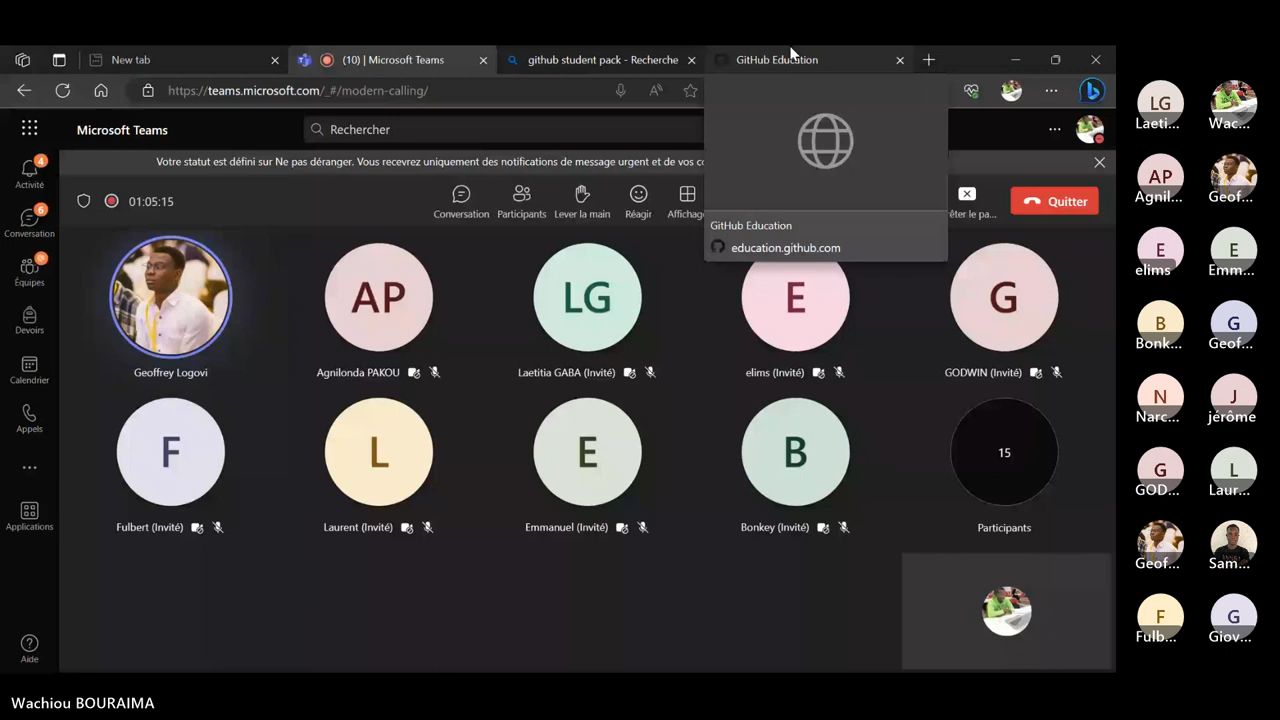 New tab
(10) | Microsoft Teams
github student pack - Recherche
GitHub Education
https://teams.microsoft.com/_#/modern-calling/
Microsoft Teams
Rechercher
Votre statut est défini sur Ne pas déranger. Vous recevrez uniquement des notifications de message urgent et de vos co
GitHub Education
education.github.com
01:05:15
Conversation
Participants
Lever la main
Réagir
Affichage
êter le pa...
Quitter
4
Activité
6
Conversation
Équipes
Devoirs
Calendrier
Appels
Applications
Aide
Geoffrey Logovi
AP
Agnilonda PAKOU
LG
Laetitia GABA (Invité)
E
elims (Invité)
G
GODWIN (Invité)
F
Fulbert (Invité)
L
Laurent (Invité)
E
Emmanuel (Invité)
B
Bonkey (Invité)
15
Participants
LG
Laeti...
Wac...
AP
Agnil...
Geof...
E
elims
E
Emm...
B
Bonk...
G
Geof...
N
Narc...
J
jérôme
G
GOD...
L
Laur...
Geof...
Sam...
F
Fulb...
G
Giov...
Wachiou BOURAIMA